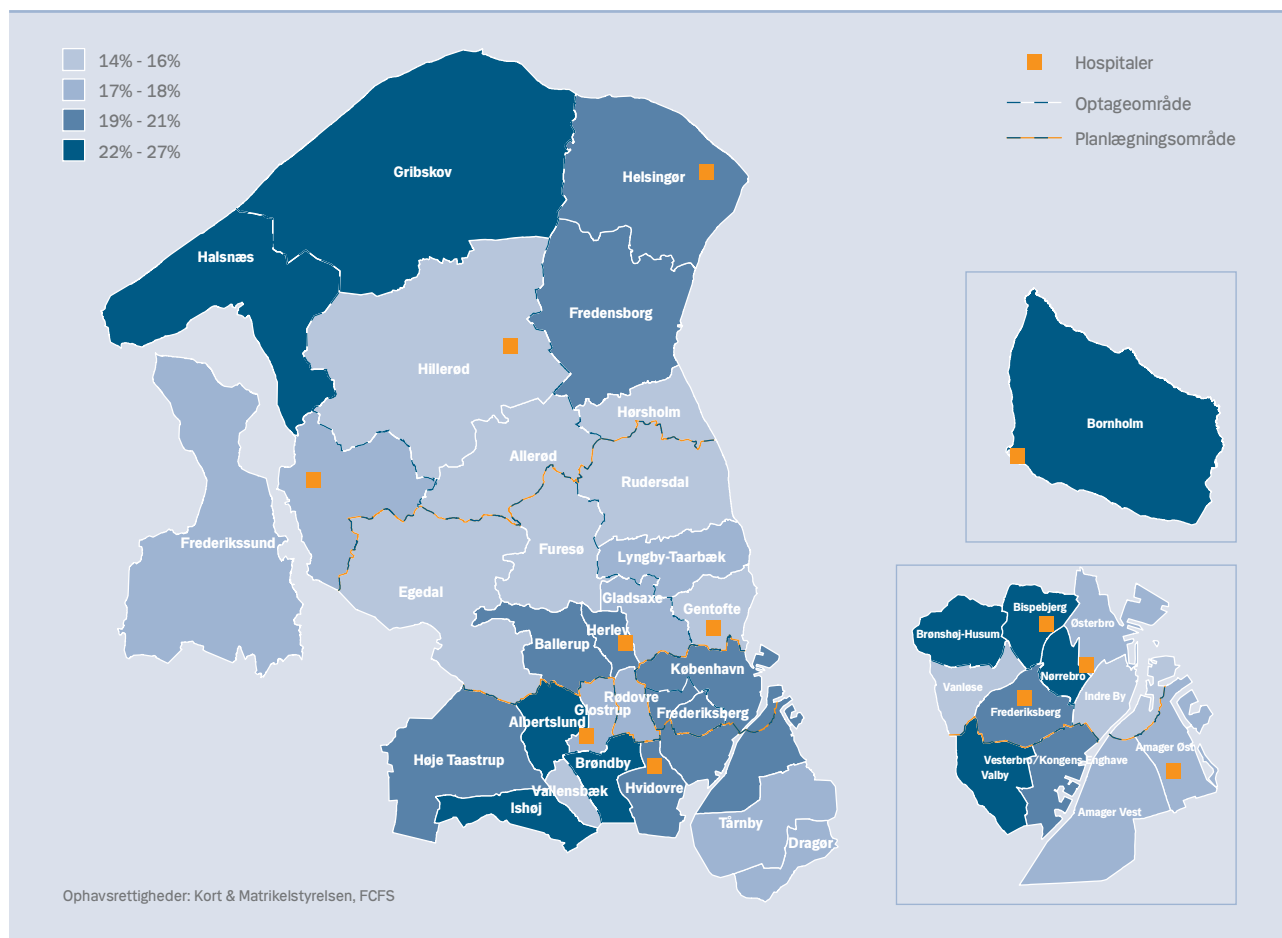 14% - 16%
17% - 18%
19% - 21%
22% - 27%
Hospitaler
Optageområde
Planlægningsområde
Gribskov
Helsingør
Halsnæs
Fredensborg
Hillerød
Hørsholm
Allerød
Rudersdal
Frederikssund
Furesø
Lyngby-Taarbæk
Egedal
Gladsaxe
Gentofte
Herlev
Ballerup
København
Rødovre
Glostrup
Frederiksberg
Albertslund
Høje Taastrup
Brøndby
Vallensbæk
Hvidovre
Ishøj
Tårnby
Dragør
Bornholm
Bispebjerg
Østerbro
Brønshøj-Husum
Nørrebro
Vanløse
Indre By
Frederiksberg
Amager Øst
Vesterbro/Kongens Enghave
Valby
Amager Vest
Ophavsrettigheder: Kort & Matrikelstyrelsen, FCFS